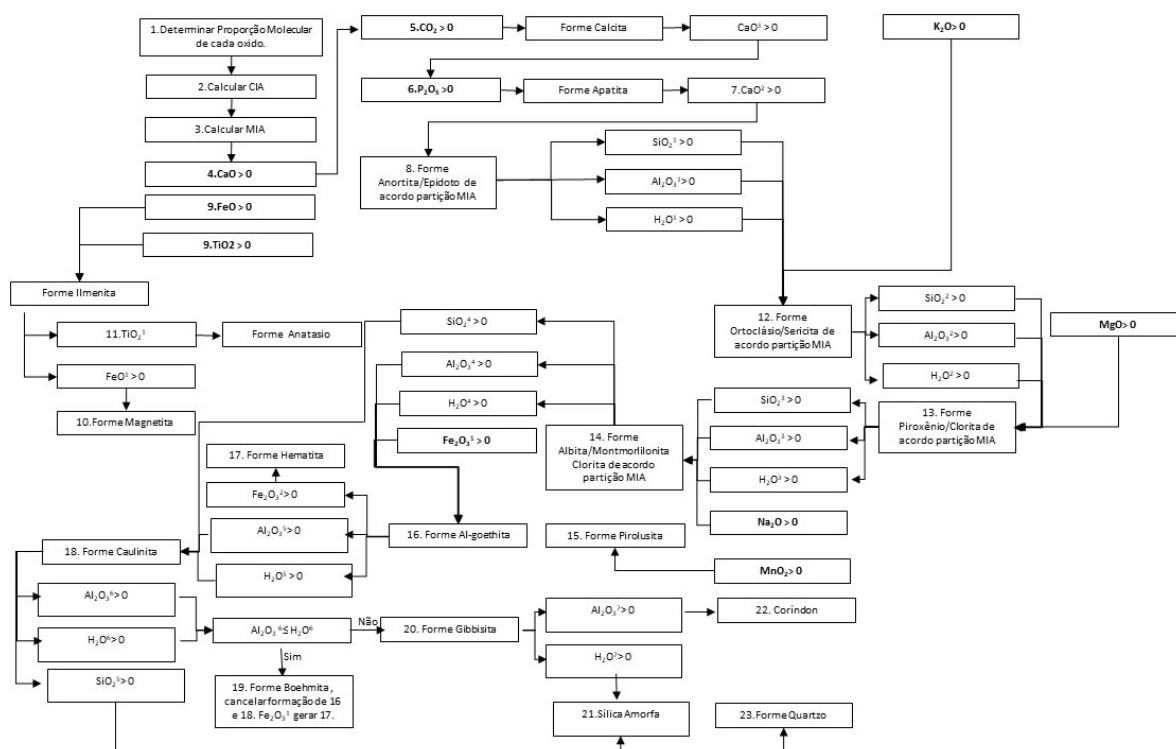 1.Determinar Proporção Molecular
de cada oxido.
2.Calcular CIA
3.Calcular MIA
4.CaO > 0
5.CO₂ > 0
Forme Calcita
CaO¹ > 0
6.P₂O₅ >0
Forme Apatita
7.CaO² > 0
8. Forme
Anortita/Epidoto de
acordo partição MIA
SiO₂¹ > 0
Al₂O₃¹ > 0
H₂O¹ > 0
K₂O> 0
9.FeO > 0
9.TiO2 > 0
Forme Ilmenita
11.TiO₂¹
Forme Anatasio
FeO¹ > 0
10.Forme Magnetita
12. Forme
Ortoclásio/Sericita de
acordo partição MIA
SiO₂² > 0
Al₂O₃²> 0
H₂O² > 0
MgO> 0
13. Forme
Piroxênio/Clorita de
acordo partição MIA
SiO₂³ > 0
Al₂O₃³ > 0
H₂O³ > 0
Na₂O > 0
14. Forme
Albita/Montmorilonita
Clorita de acordo
partição MIA
SiO₂⁴ > 0
Al₂O₃⁴ > 0
H₂O⁴ > 0
Fe₂O₃¹ > 0
15. Forme Pirolusita
MnO₂> 0
16. Forme Al-goethita
17. Forme Hematita
Fe₂O₃²> 0
Al₂O₃⁵> 0
H₂O⁵ > 0
18. Forme Caulinita
Al₂O₃⁶> 0
H₂O⁶> 0
SiO₂⁵> 0
Al₂O₃⁶≤ H₂O⁶
Não
Sim
19. Forme Boehmita,
cancelarformação de 16
e 18. Fe₂O₃¹ gerar 17.
20. Forme Gibbisita
Al₂O₃⁷> 0
H₂O⁷> 0
22. Coríndon
21.Sílica Amorfa
23.Forme Quartzo